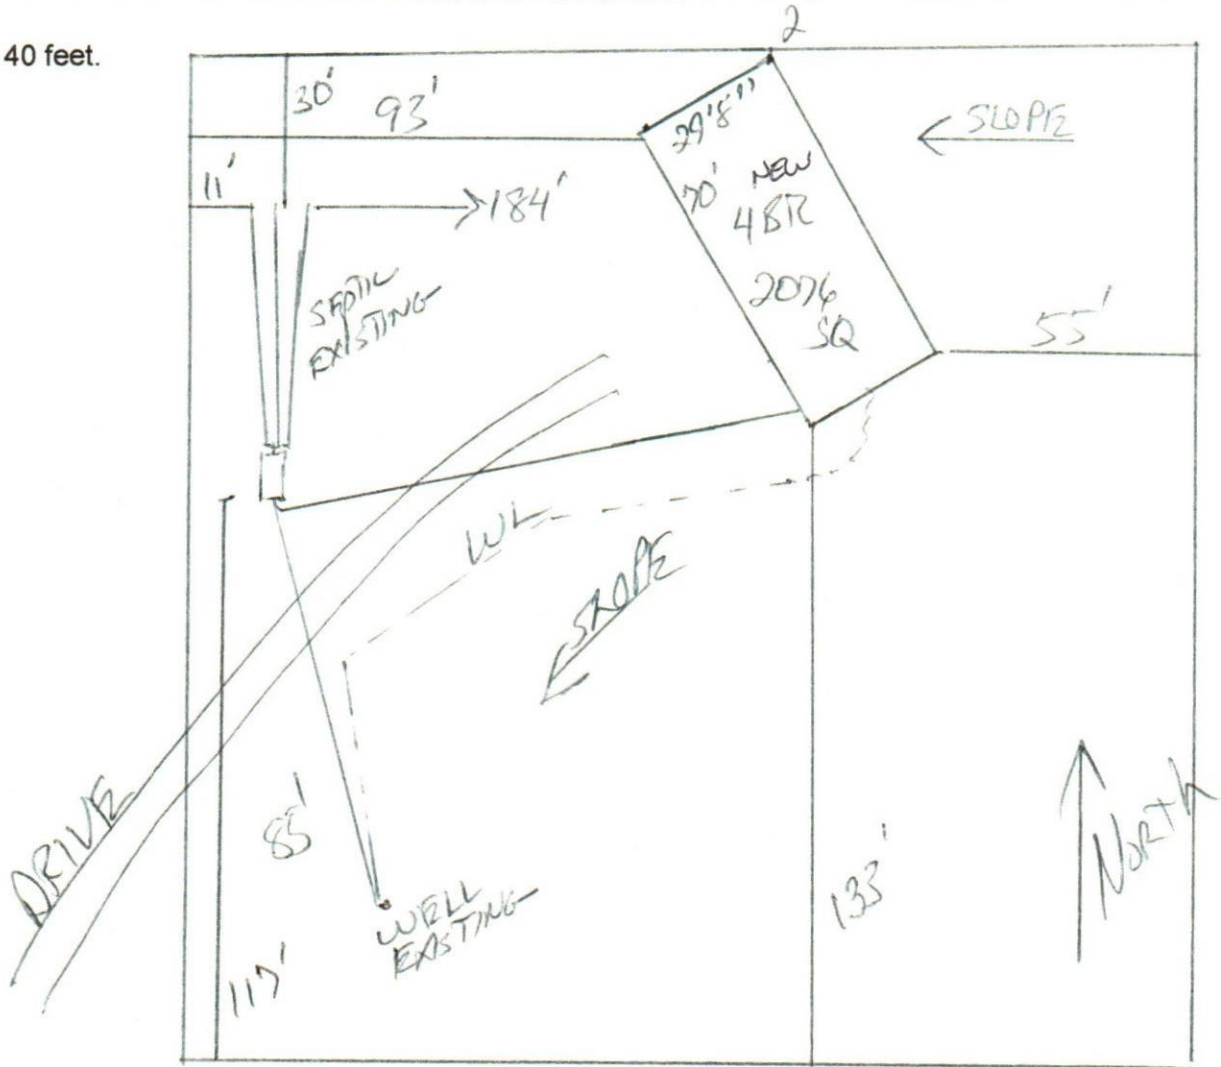 40 feet.
2
30'
93'
29'8"
SLOPE
11'
184'
70'
NEW
4BR
2076
SQ
SEPTIC
EXISTING
55'
WL
SLOPE
DRIVE
85'
WELL
EXISTING
133'
North
117'